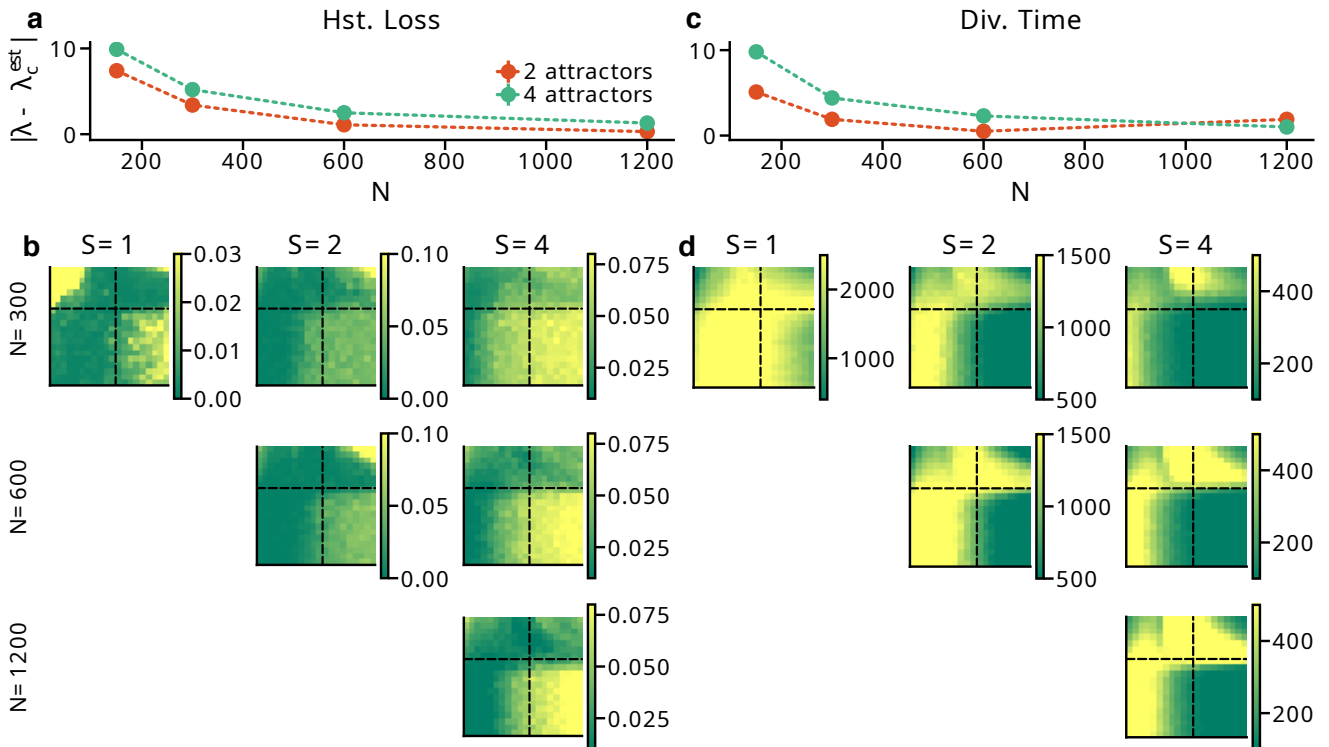 a
Hst. Loss
c
Div. Time
|λ - λc^est|
10
0
2 attractors
4 attractors
200 400 600 800 1000 1200
N
10
0
200 400 600 800 1000 1200
N
b
S= 1
S= 2
S= 4
d
S= 1
S= 2
S= 4
N= 300
0.03
0.02
0.01
0.00
0.10
0.05
0.00
0.075
0.050
0.025
2000
1000
1500
1000
500
400
200
N= 600
0.10
0.05
0.00
0.075
0.050
0.025
1500
1000
500
400
200
N= 1200
0.075
0.050
0.025
400
200